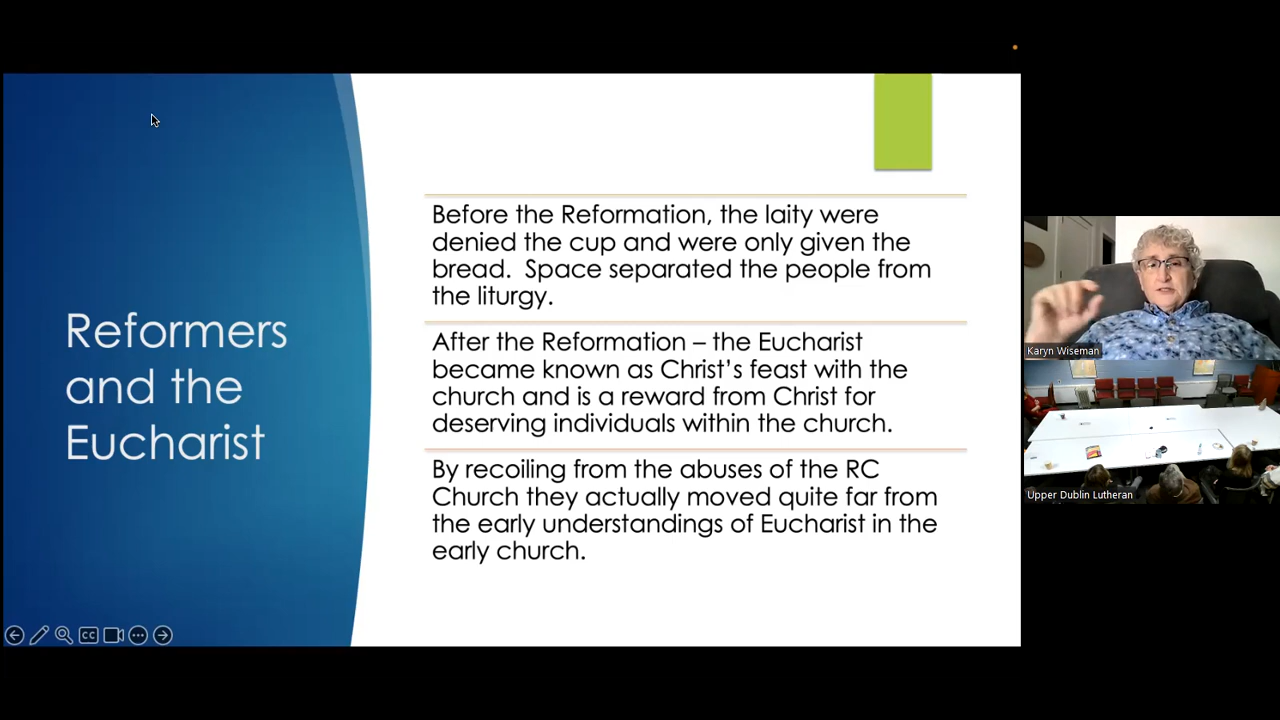 Reformers
and the
Eucharist
Before the Reformation, the laity were
denied the cup and were only given the
bread.  Space separated the people from
the liturgy.
After the Reformation – the Eucharist
became known as Christ’s feast with the
church and is a reward from Christ for
deserving individuals within the church.
By recoiling from the abuses of the RC
Church they actually moved quite far from
the early understandings of Eucharist in the
early church.
CC
Karyn Wiseman
Upper Dublin Lutheran